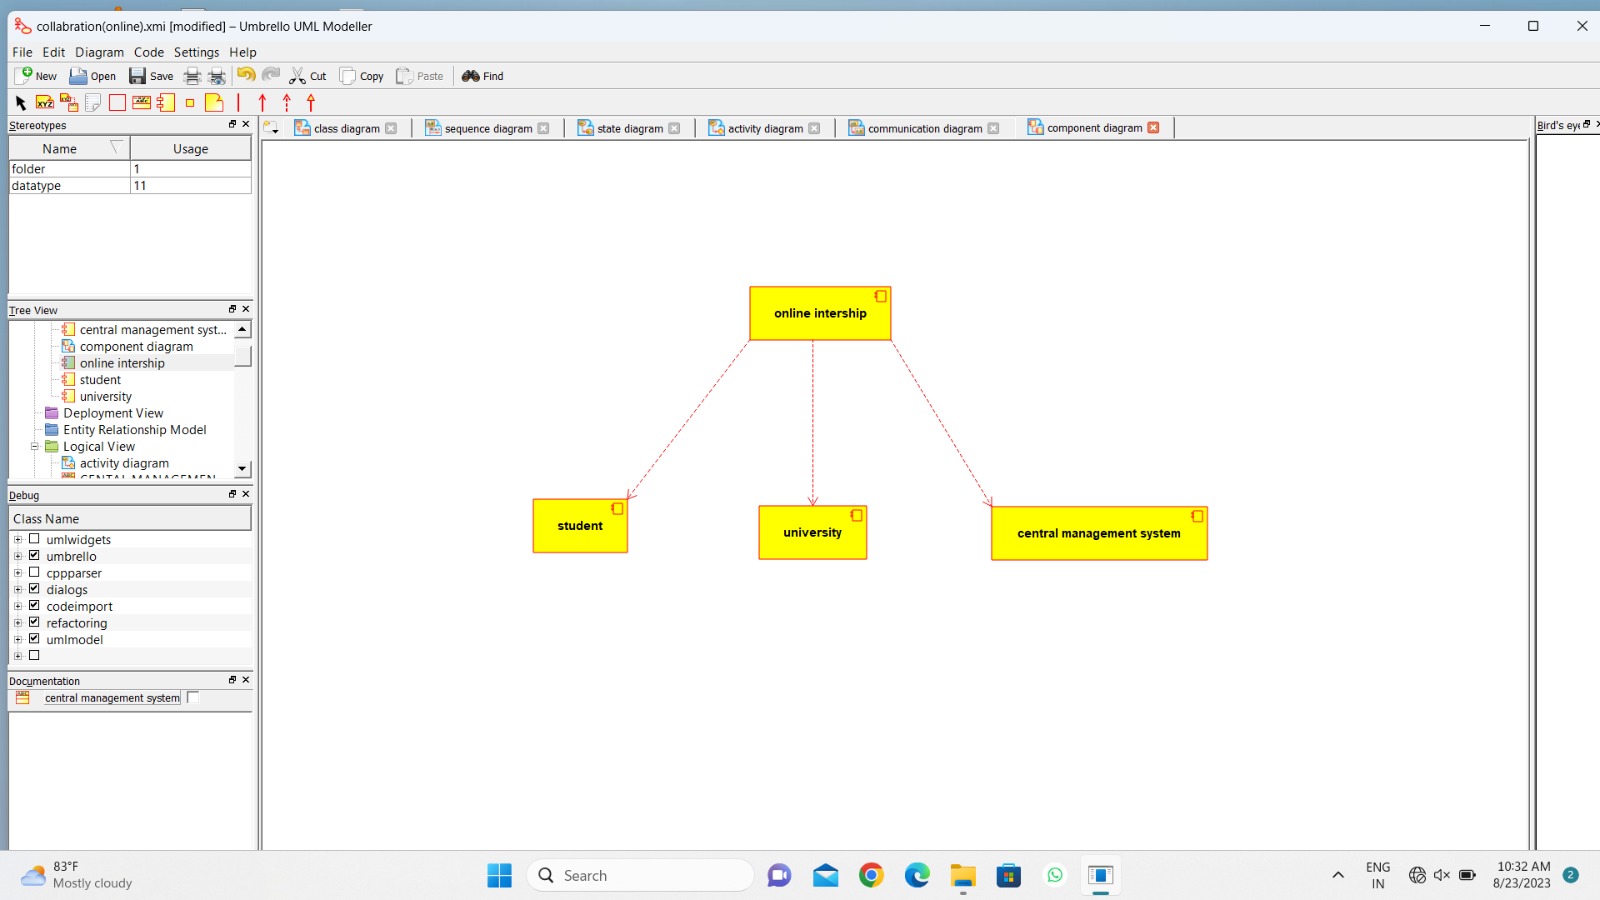 collabration(online).xmi [modified] – Umbrello UML Modeller
File Edit Diagram Code Settings Help
New Open Save Cut Copy Paste Find
Stereotypes
Name Usage
folder 1
datatype 11
Tree View
central management syst...
component diagram
online intership
student
university
Deployment View
Entity Relationship Model
Logical View
activity diagram
Debug
Class Name
umlwidgets
umbrello
cppparser
dialogs
codeimport
refactoring
umlmodel
Documentation
central management system
class diagram sequence diagram state diagram activity diagram communication diagram component diagram
Bird's eye
online intership
student
university
central management system
83°F
Mostly cloudy
Search
ENG
IN
10:32 AM
8/23/2023
2